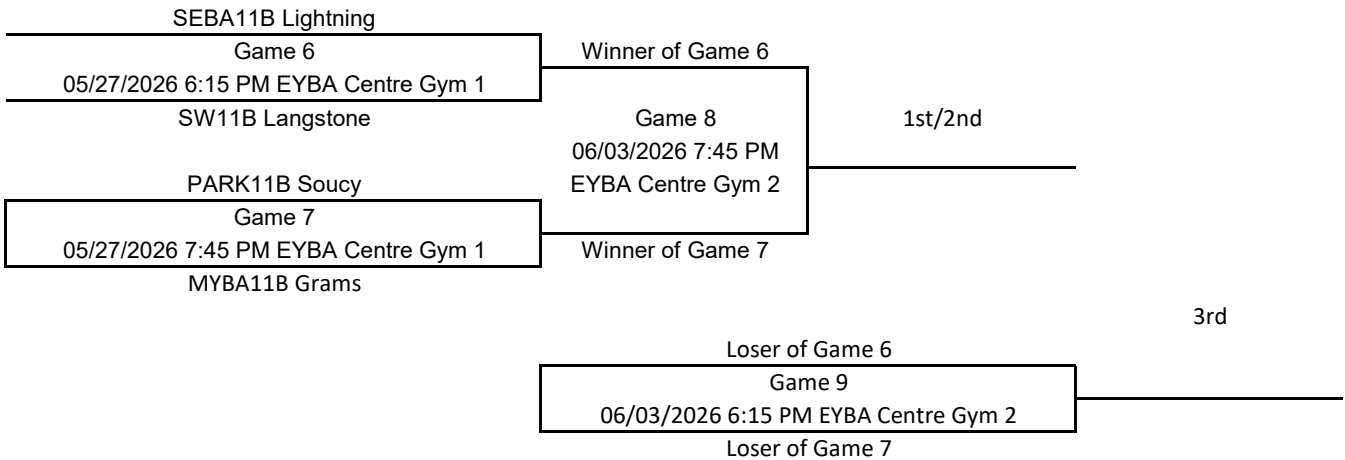 SEBA11B Lightning
Game 6
05/27/2026 6:15 PM EYBA Centre Gym 1
SW11B Langstone
Winner of Game 6
Game 8
06/03/2026 7:45 PM
EYBA Centre Gym 2
1st/2nd
PARK11B Soucy
Game 7
05/27/2026 7:45 PM EYBA Centre Gym 1
MYBA11B Grams
Winner of Game 7
3rd
Loser of Game 6
Game 9
06/03/2026 6:15 PM EYBA Centre Gym 2
Loser of Game 7